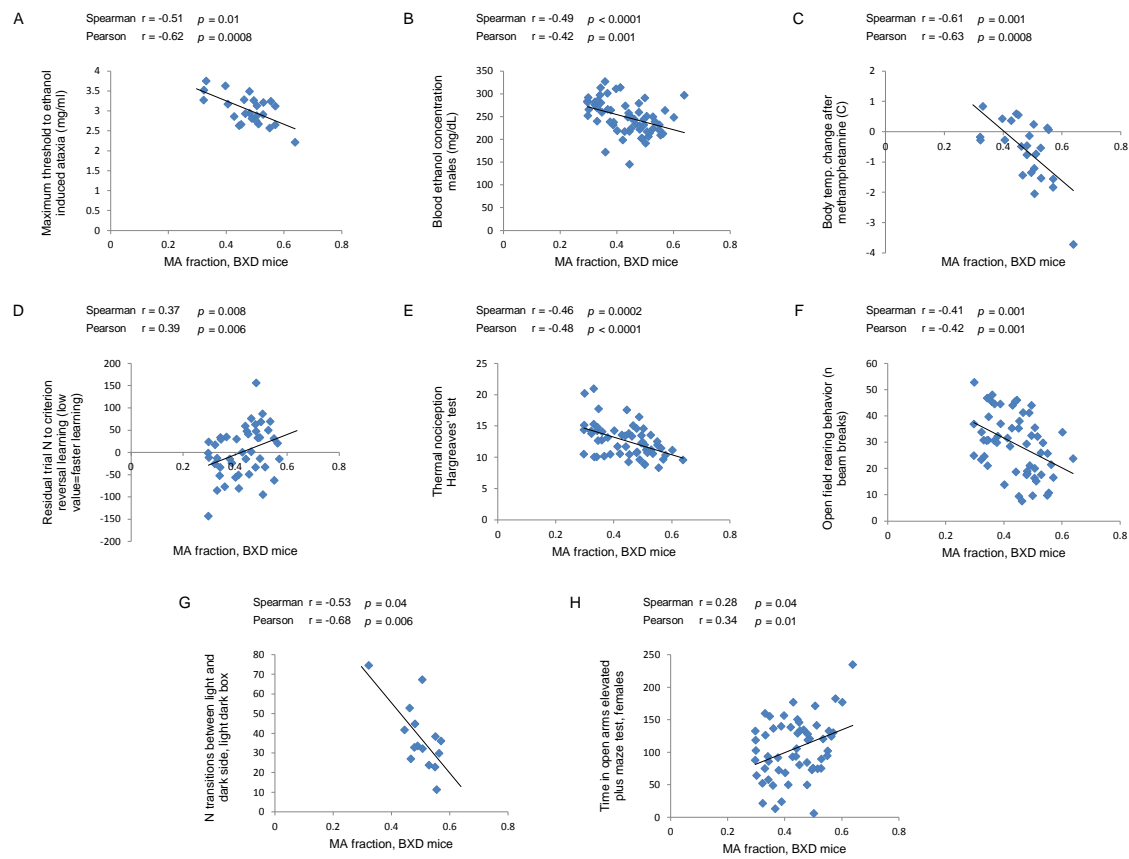 A
Spearman r = -0.51 p = 0.01
Pearson r = -0.62 p = 0.0008
Maximum threshold to ethanol
induced ataxia (mg/ml)
4
3.5
3
2.5
2
1.5
1
0.5
0
0 0.2 0.4 0.6 0.8
MA fraction, BXD mice
B
Spearman r = -0.49 p < 0.0001
Pearson r = -0.42 p = 0.001
Blood ethanol concentration
males (mg/dL)
350
300
250
200
150
100
50
0
0 0.2 0.4 0.6 0.8
MA fraction, BXD mice
C
Spearman r = -0.61 p = 0.001
Pearson r = -0.63 p = 0.0008
Body temp. change after
methamphetamine (C)
2
1
0
-1
-2
-3
-4
0 0.2 0.4 0.6 0.8
MA fraction, BXD mice
D
Spearman r = 0.37 p = 0.008
Pearson r = 0.39 p = 0.006
Residual trial N to criterion
reversal learning (low
value=faster learning)
200
150
100
50
0
-50
-100
-150
-200
0 0.2 0.4 0.6 0.8
MA fraction, BXD mice
E
Spearman r = -0.46 p = 0.0002
Pearson r = -0.48 p < 0.0001
Thermal nociception
Hargreaves' test
25
20
15
10
5
0
0 0.2 0.4 0.6 0.8
MA fraction, BXD mice
F
Spearman r = -0.41 p = 0.001
Pearson r = -0.42 p = 0.001
Open field rearing behavior (n
beam breaks)
60
50
40
30
20
10
0
0 0.2 0.4 0.6 0.8
MA fraction, BXD mice
G
Spearman r = -0.53 p = 0.04
Pearson r = -0.68 p = 0.006
N transitions between light and
dark side, light dark box
80
70
60
50
40
30
20
10
0
0 0.2 0.4 0.6 0.8
MA fraction, BXD mice
H
Spearman r = 0.28 p = 0.04
Pearson r = 0.34 p = 0.01
Time in open arms elevated
plus maze test, females
250
200
150
100
50
0
0 0.2 0.4 0.6 0.8
MA fraction, BXD mice